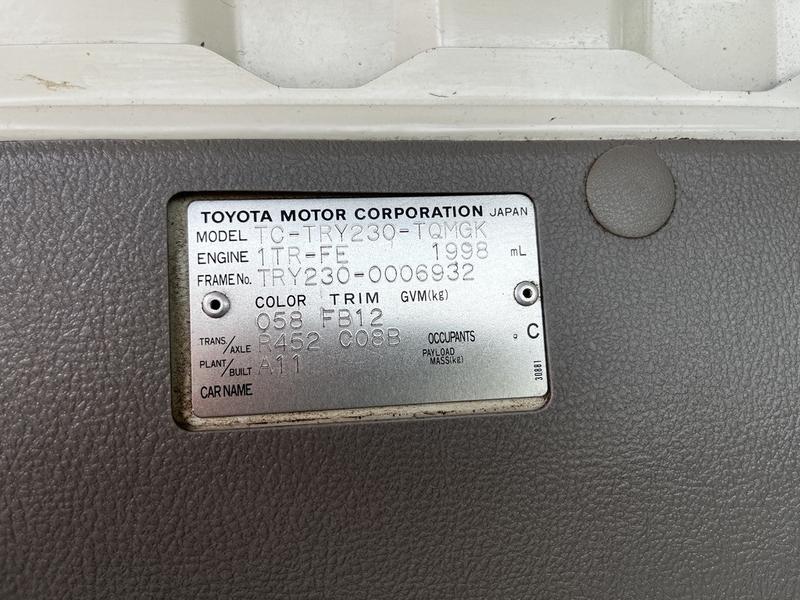 TOYOTA MOTOR CORPORATION JAPAN
MODEL TC-TRY230-TQMGK
ENGINE 1TR-FE 1998 mL
FRAME No. TRY230-0006932
COLOR TRIM GVM(kg)
058 FB12
TRANS./AXLE R452 C08B OCCUPANTS C
PAYLOAD MASS(kg)
PLANT/BUILT A11
CAR NAME
30881